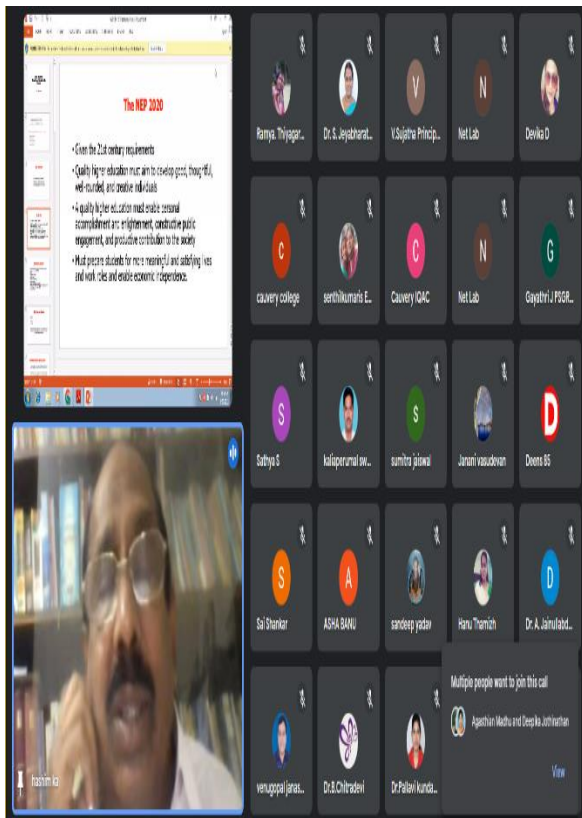 The NEP 2020
• Given the 21st century requirements
• Quality higher education must aim to develop good, thoughtful,
well-rounded, and creative individuals
• A quality higher education must enable personal
accomplishment and enlightenment, constructive public
engagement, and productive contribution to the society
• Must prepare students for more meaningful and satisfying lives
and work roles and enable economic independence.
Ramya. Thiyagar...
Dr. S. Jeyabharat...
V
V.Sujatha Princip...
N
Net Lab
Devika D
c
cauvery college
senthilkumaris E...
C
Cauvery IQAC
N
Net Lab
G
Gayathri J PSGR...
S
Sathya S
kaliaperumal sw...
s
sumitra jaiswal
Janani vasudevan
D
Deens 85
S
Sai Shankar
A
ASHA BANU
sandeep yadav
Hanu Thamizh
D
Dr. A. Jainullabd...
hashim ka
venugopal janas...
Dr.B.Chitradevi
Dr.Pallavi kunda...
Multiple people want to join this call
Agasthian Madhu and Deepika Jothinathan
View